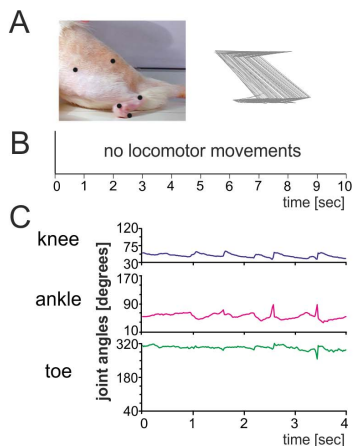 A
B
no locomotor movements
0 1 2 3 4 5 6 7 8 9 10
time [sec]
C
joint angles [degrees]
knee
120
75
30
ankle
170
90
10
toe
320
180
40
0 1 2 3 4
time [sec]